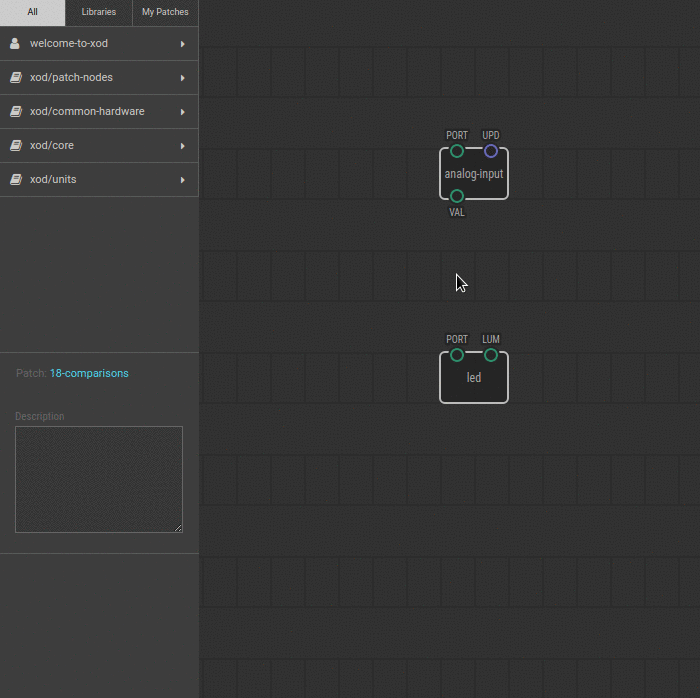 All Libraries My Patches
welcome-to-xod
xod/patch-nodes
xod/common-hardware
xod/core
xod/units
Patch: 18-comparisons
Description
PORT UPD
analog-input
VAL
PORT LUM
led